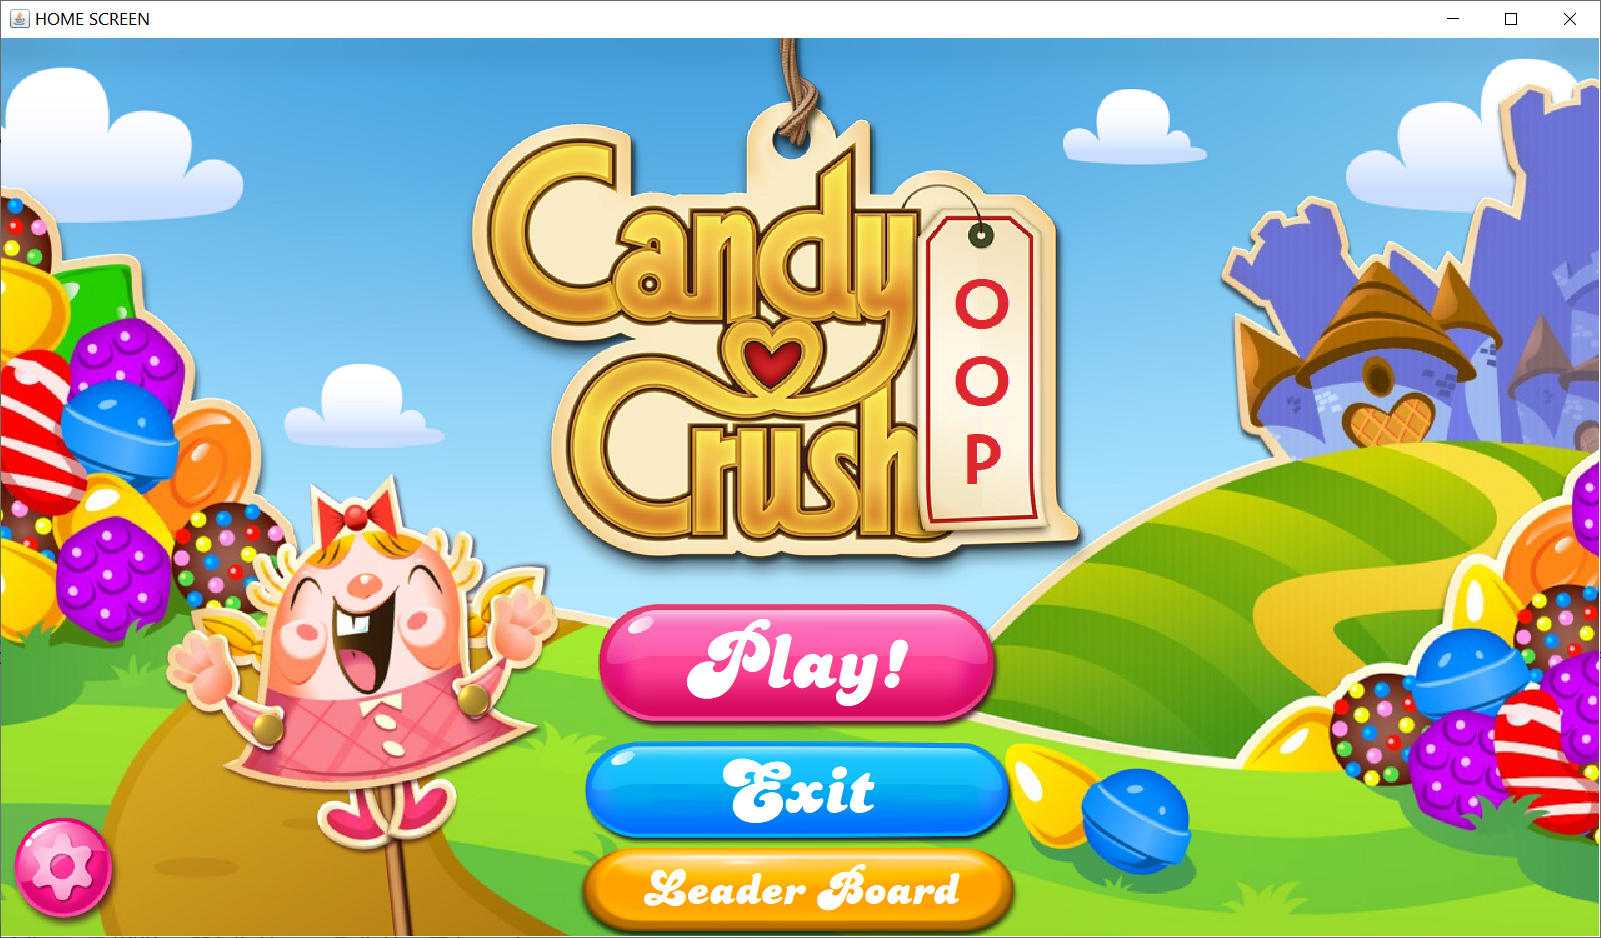 HOME SCREEN
Candy
Crush
OOP
Play!
Exit
Leader Board